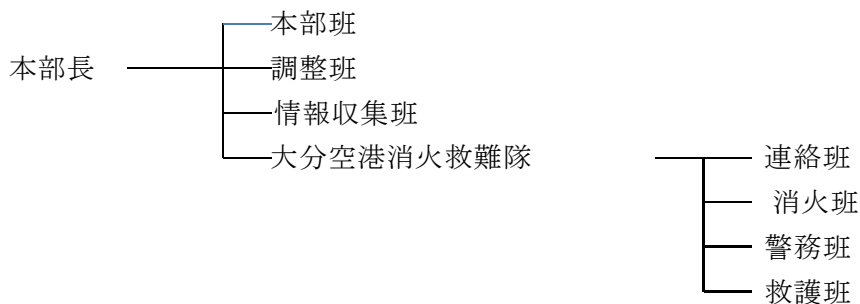 本部班
本部長
調整班
情報収集班
大分空港消火救難隊
連絡班
消火班
警務班
救護班